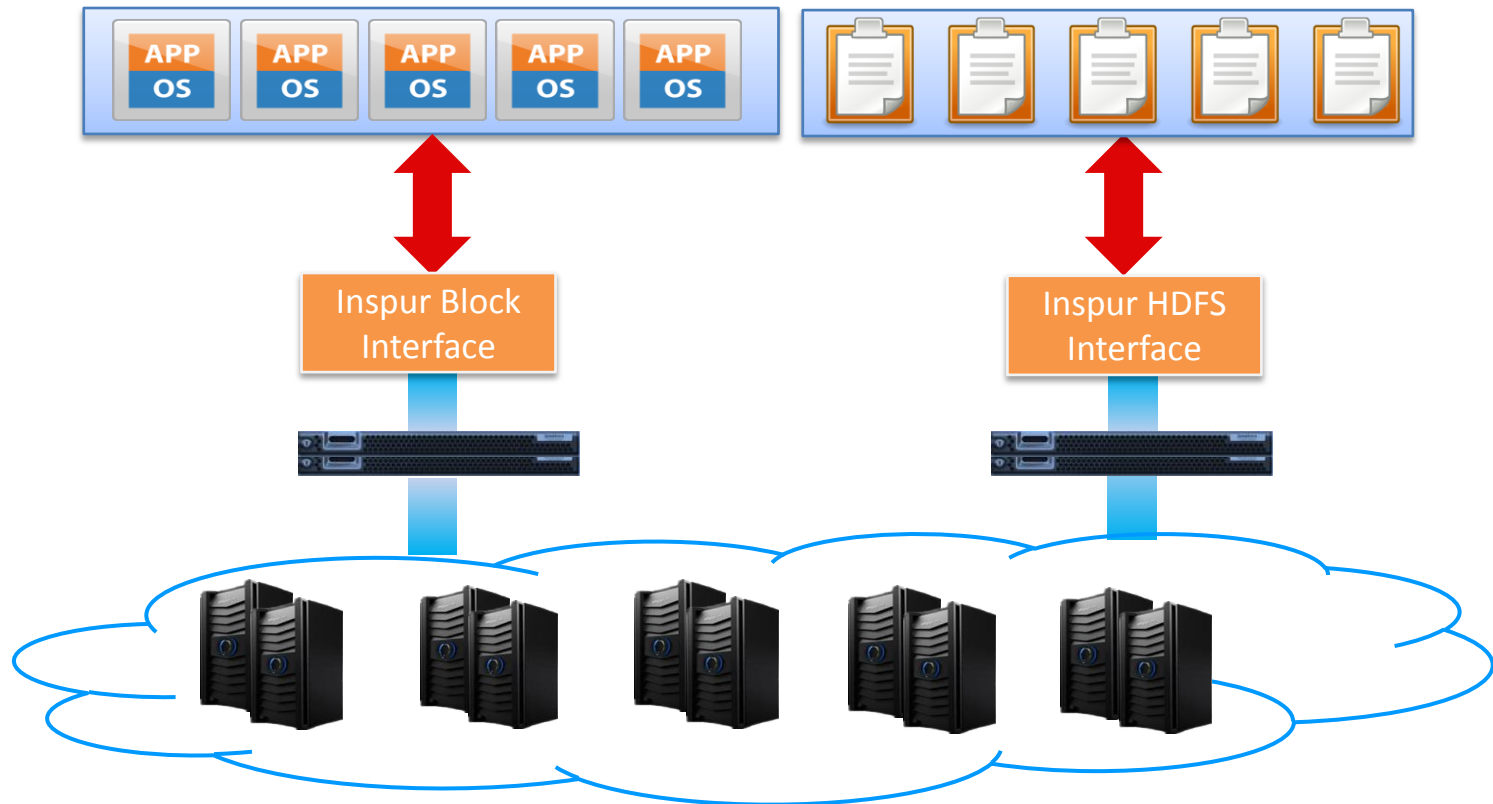 APP
OS
APP
OS
APP
OS
APP
OS
APP
OS
Inspur Block
Interface
Inspur HDFS
Interface